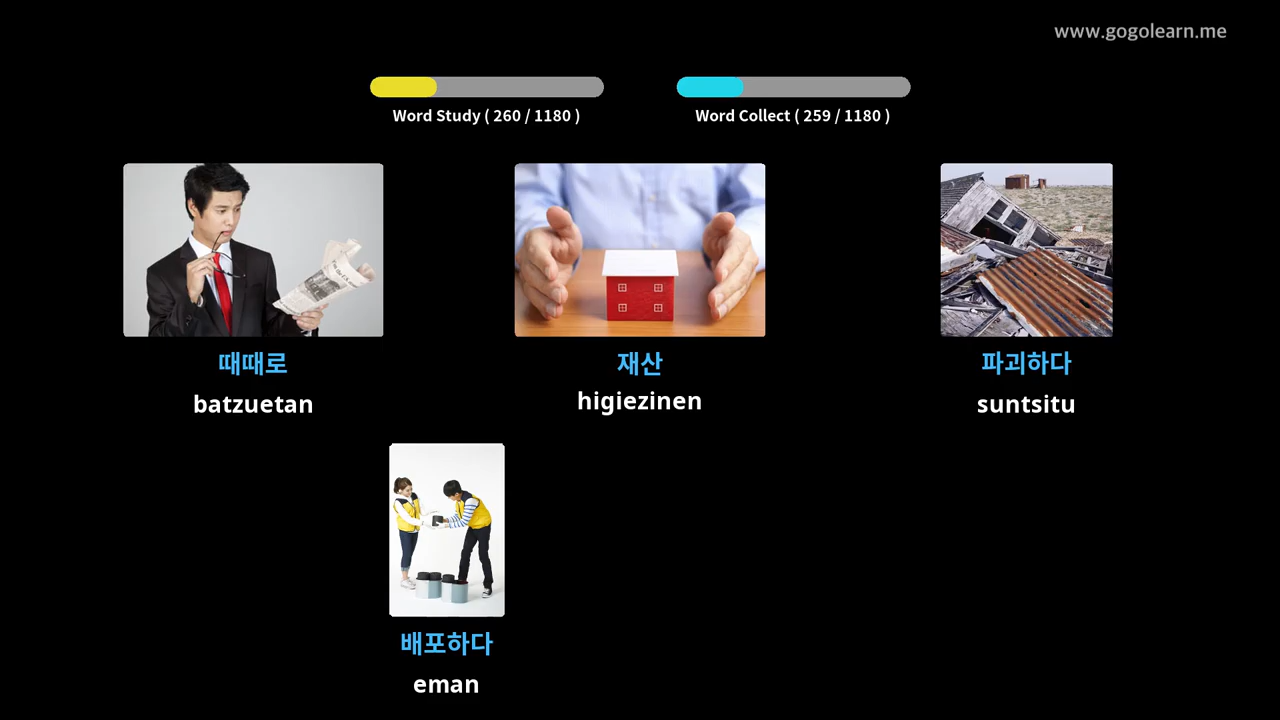 www.gogolearn.me
Word Study ( 260 / 1180 )
Word Collect ( 259 / 1180 )
때때로
batzuetan
재산
higiezinen
파괴하다
suntsitu
배포하다
eman